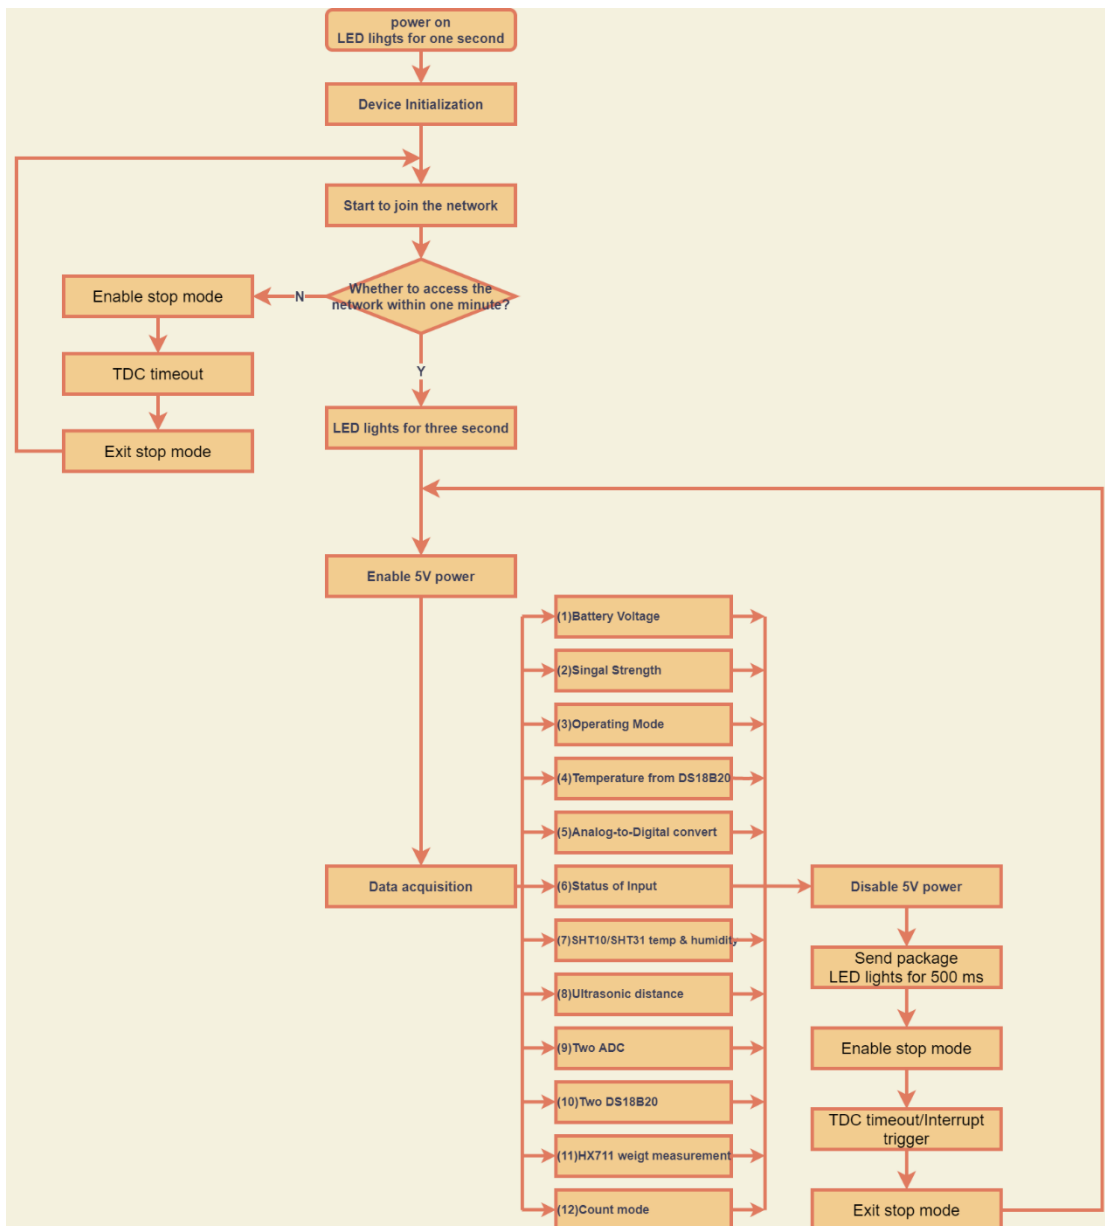 power on
LED lihgts for one second
Device Initialization
Start to join the network
Whether to access the
network within one minute?
N
Enable stop mode
TDC timeout
Exit stop mode
Y
LED lights for three second
Enable 5V power
Data acquisition
(1)Battery Voltage
(2)Singal Strength
(3)Operating Mode
(4)Temperature from DS18B20
(5)Analog-to-Digital convert
(6)Status of Input
(7)SHT10/SHT31 temp & humidity
(8)Ultrasonic distance
(9)Two ADC
(10)Two DS18B20
(11)HX711 weigt measurement
(12)Count mode
Disable 5V power
Send package
LED lights for 500 ms
Enable stop mode
TDC timeout/Interrupt
trigger
Exit stop mode